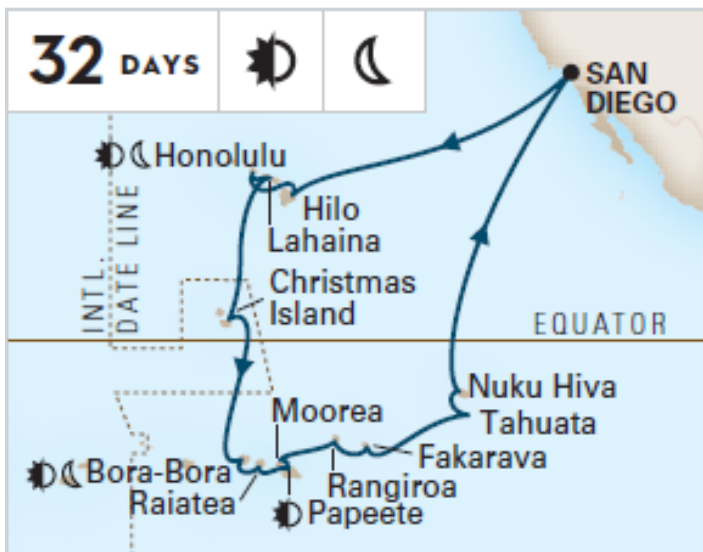 32 DAYS
SAN
DIEGO
Honolulu
Hilo
Lahaina
INTL.
DATE LINE
Christmas
Island
EQUATOR
Nuku Hiva
Tahuata
Moorea
Fakarava
Bora-Bora
Rangiroa
Raiatea
Papeete